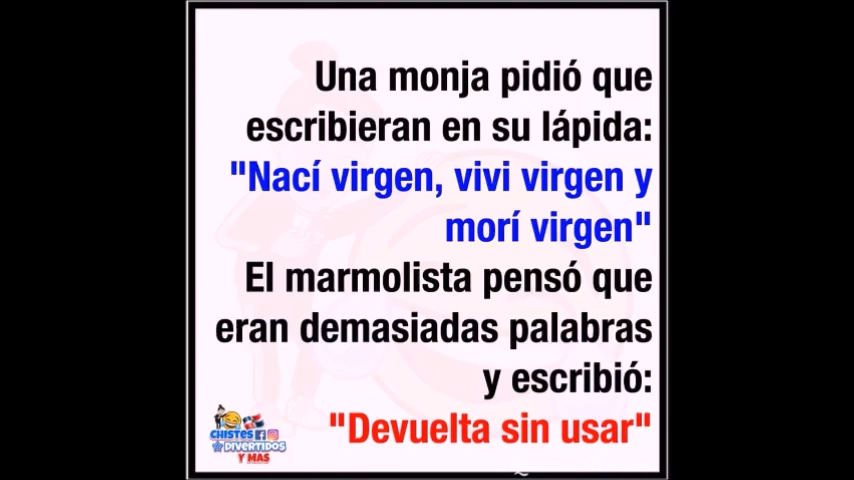 Una monja pidió que
escribieran en su lápida:
"Nací virgen, vivi virgen y
morí virgen"
El marmolista pensó que
eran demasiadas palabras
y escribió:
"Devuelta sin usar"
CHISTES
DIVERTIDOS
Y MAS